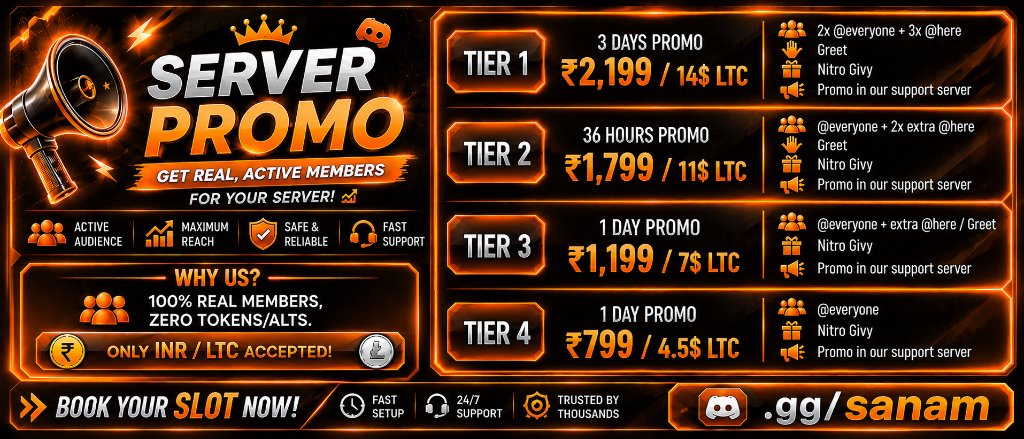 SERVER
PROMO
GET REAL, ACTIVE MEMBERS
FOR YOUR SERVER!
ACTIVE
AUDIENCE
MAXIMUM
REACH
SAFE &
RELIABLE
FAST
SUPPORT
WHY US?
100% REAL MEMBERS,
ZERO TOKENS/ALTS.
₹ ONLY INR / LTC ACCEPTED! Ł
TIER 1
3 DAYS PROMO
₹2,199 / 14$ LTC
2x @everyone + 3x @here
Greet
Nitro Givy
Promo in our support server
TIER 2
36 HOURS PROMO
₹1,799 / 11$ LTC
@everyone + 2x extra @here
Greet
Nitro Givy
Promo in our support server
TIER 3
1 DAY PROMO
₹1,199 / 7$ LTC
@everyone + extra @here / Greet
Nitro Givy
Promo in our support server
TIER 4
1 DAY PROMO
₹799 / 4.5$ LTC
@everyone
Nitro Givy
Promo in our support server
BOOK YOUR SLOT NOW!
FAST
SETUP
24/7
SUPPORT
TRUSTED BY
THOUSANDS
.gg/sanam